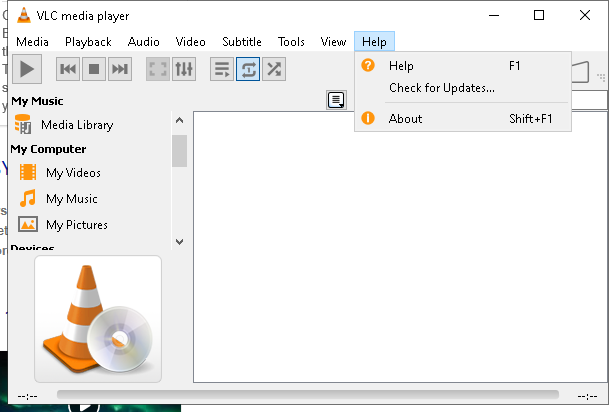 VLC media player
Media Playback Audio Video Subtitle Tools View Help
Help F1
Check for Updates...
About Shift+F1
My Music
Media Library
My Computer
My Videos
My Music
My Pictures
Devices
--:-- --:--